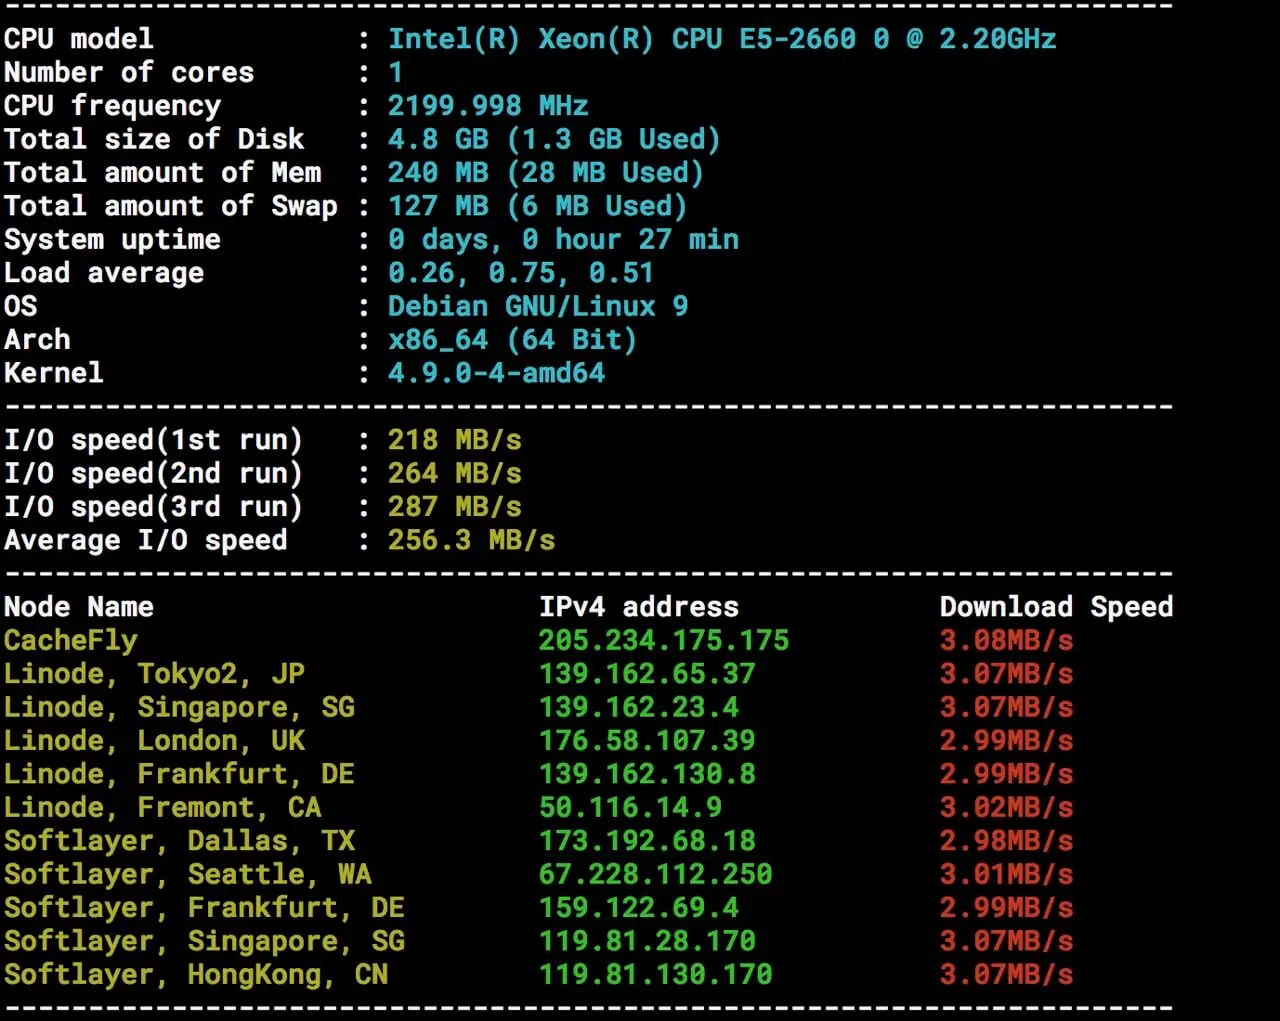 ----------------------------------------------------------------------
CPU model            : Intel(R) Xeon(R) CPU E5-2660 0 @ 2.20GHz
Number of cores      : 1
CPU frequency        : 2199.998 MHz
Total size of Disk   : 4.8 GB (1.3 GB Used)
Total amount of Mem  : 240 MB (28 MB Used)
Total amount of Swap : 127 MB (6 MB Used)
System uptime        : 0 days, 0 hour 27 min
Load average         : 0.26, 0.75, 0.51
OS                   : Debian GNU/Linux 9
Arch                 : x86_64 (64 Bit)
Kernel               : 4.9.0-4-amd64
----------------------------------------------------------------------
I/O speed(1st run)   : 218 MB/s
I/O speed(2nd run)   : 264 MB/s
I/O speed(3rd run)   : 287 MB/s
Average I/O speed    : 256.3 MB/s
----------------------------------------------------------------------
Node Name                       IPv4 address            Download Speed
CacheFly                        205.234.175.175         3.08MB/s
Linode, Tokyo2, JP              139.162.65.37           3.07MB/s
Linode, Singapore, SG           139.162.23.4            3.07MB/s
Linode, London, UK              176.58.107.39           2.99MB/s
Linode, Frankfurt, DE           139.162.130.8           2.99MB/s
Linode, Fremont, CA             50.116.14.9             3.02MB/s
Softlayer, Dallas, TX           173.192.68.18           2.98MB/s
Softlayer, Seattle, WA          67.228.112.250          3.01MB/s
Softlayer, Frankfurt, DE        159.122.69.4            2.99MB/s
Softlayer, Singapore, SG        119.81.28.170           3.07MB/s
Softlayer, HongKong, CN         119.81.130.170          3.07MB/s
----------------------------------------------------------------------